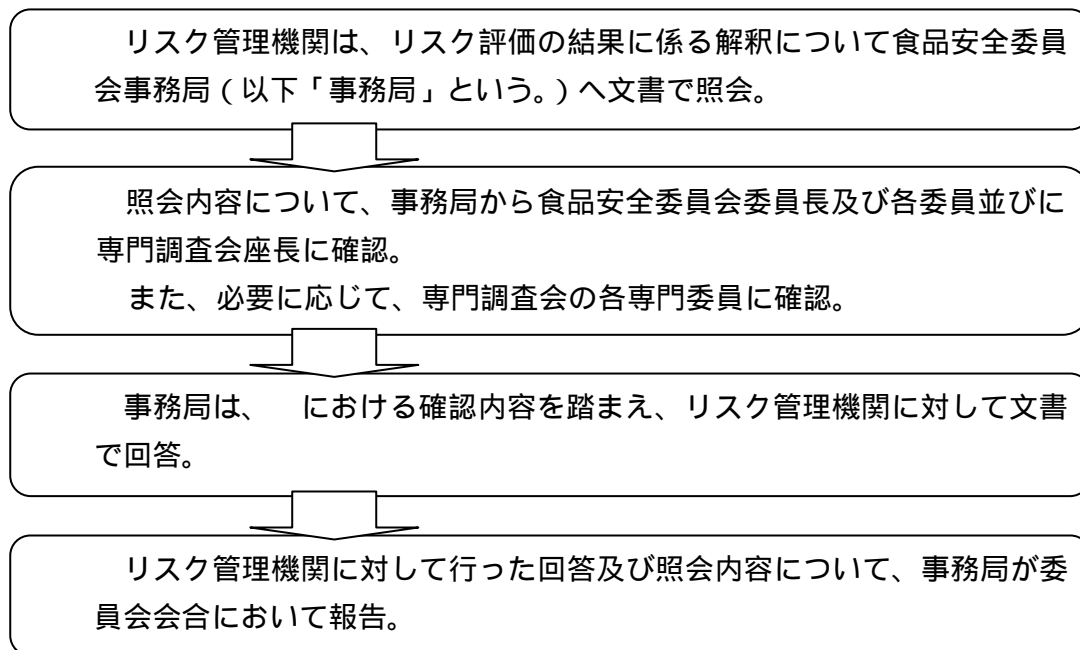 リスク管理機関は、リスク評価の結果に係る解釈について食品安全委員
会事務局（以下「事務局」という。）へ文書で照会。
照会内容について、事務局から食品安全委員会委員長及び各委員並びに
専門調査会座長に確認。
また、必要に応じて、専門調査会の各専門委員に確認。
事務局は、　における確認内容を踏まえ、リスク管理機関に対して文書
で回答。
リスク管理機関に対して行った回答及び照会内容について、事務局が委
員会会合において報告。